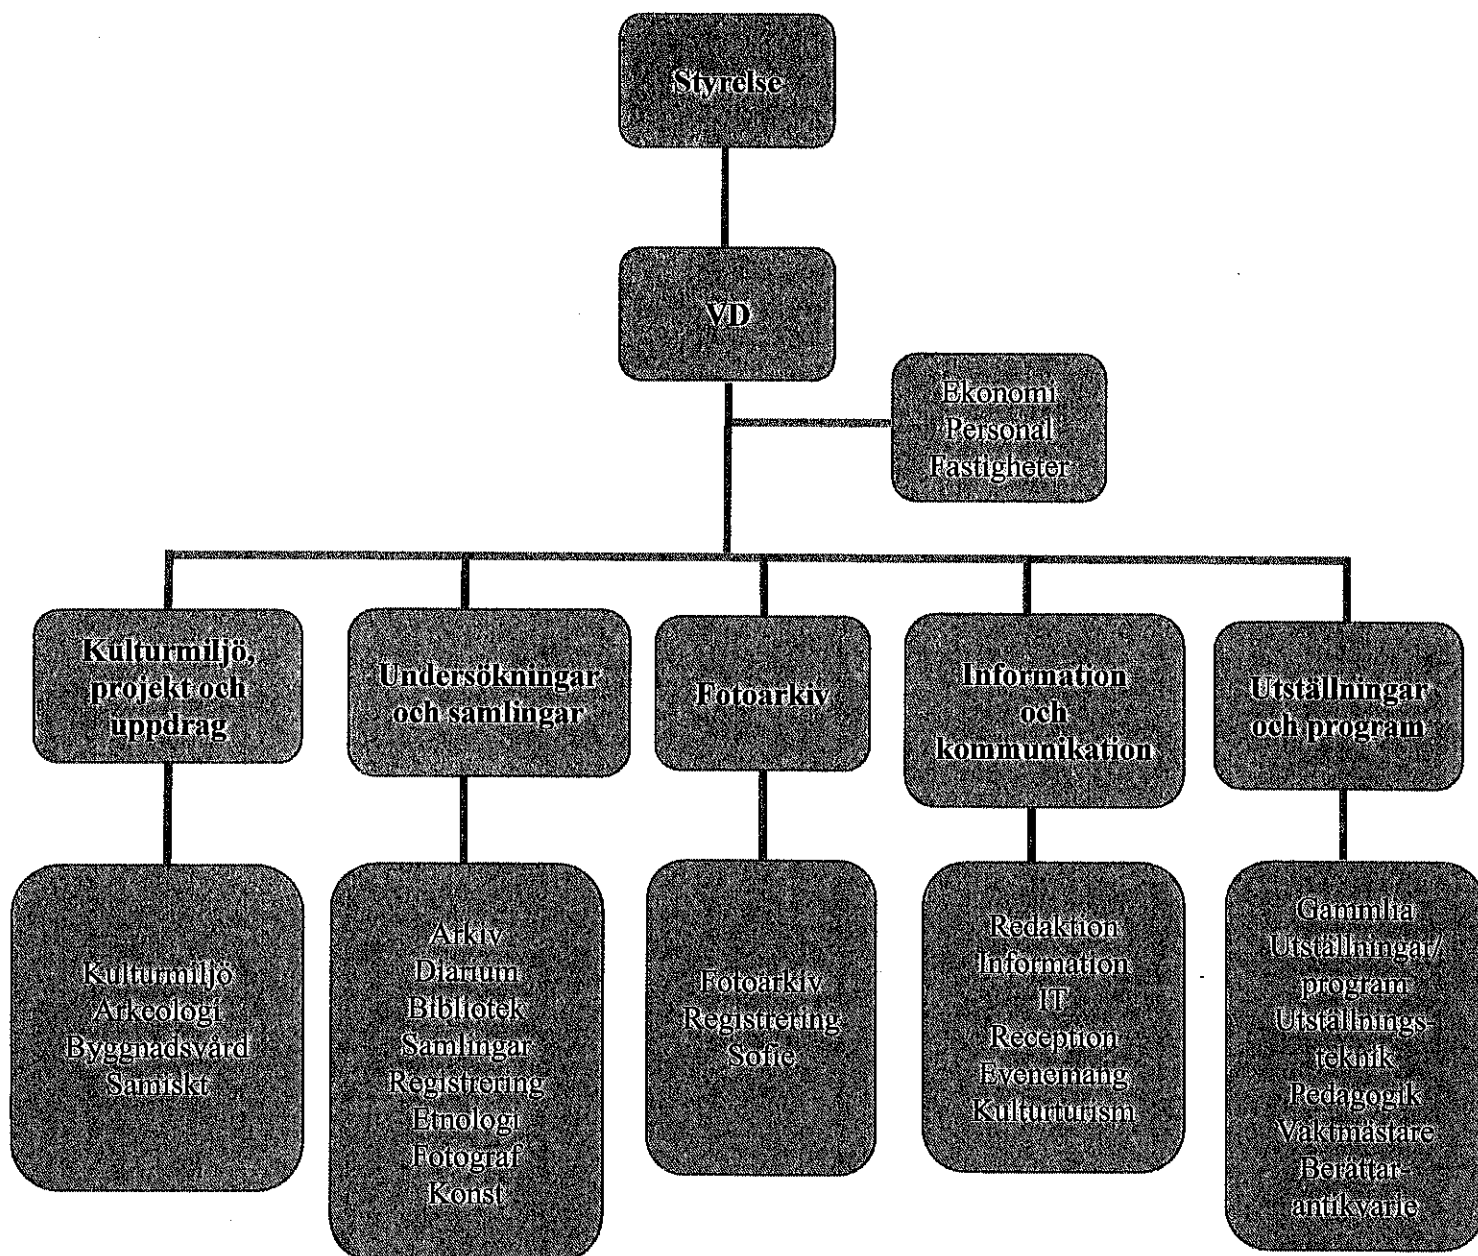 Styrelse
VD
Ekonomi
Personal
Fastigheter
Kulturmiljö,
projekt och
uppdrag
Undersökningar
och samlingar
Fotoarkiv
Information
och
kommunikation
Utställningar
och program
Kulturmiljö
Arkeologi
Byggnadsvård
Samiskt
Arkiv
Diarium
Bibliotek
Samlingar
Registrering
Etnologi
Fotograf
Konst
Fotoarkiv
Registrering
Sofie
Redaktion
Information
IT
Reception
Evenemang
Kulturturism
Gammlia
Utställningar/
program
Utställnings-
teknik
Pedagogik
Vaktmästare
Berättar-
antikvarie